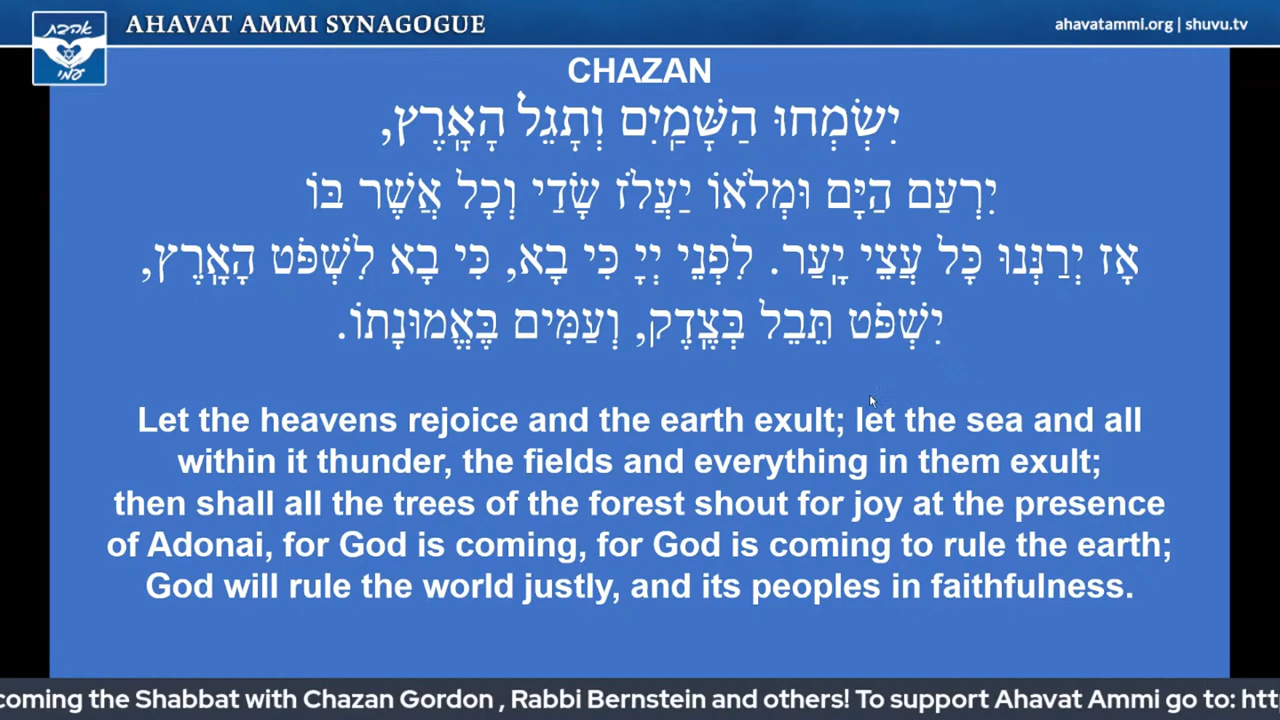 אהבת
עמי
AHAVAT AMMI SYNAGOGUE
ahavatammi.org | shuvu.tv
CHAZAN
יִשְׂמְחוּ הַשָּׁמַֽיִם וְתָגֵל הָאָֽרֶץ,
יִרְעַם הַיָּם וּמְלֹאוֹ יַעֲלֹז שָׂדַי וְכָל אֲשֶׁר בּוֹ
אָז יְרַנְּנוּ כָּל עֲצֵי יָֽעַר. לִפְנֵי יְיָ כִּי בָא, כִּי בָא לִשְׁפֹּט הָאָֽרֶץ,
יִשְׁפֹּט תֵּבֵל בְּצֶֽדֶק, וְעַמִּים בֶּאֱמוּנָתוֹ.
Let the heavens rejoice and the earth exult; let the sea and all
within it thunder, the fields and everything in them exult;
then shall all the trees of the forest shout for joy at the presence
of Adonai, for God is coming, for God is coming to rule the earth;
God will rule the world justly, and its peoples in faithfulness.
coming the Shabbat with Chazan Gordon , Rabbi Bernstein and others! To support Ahavat Ammi go to: htt